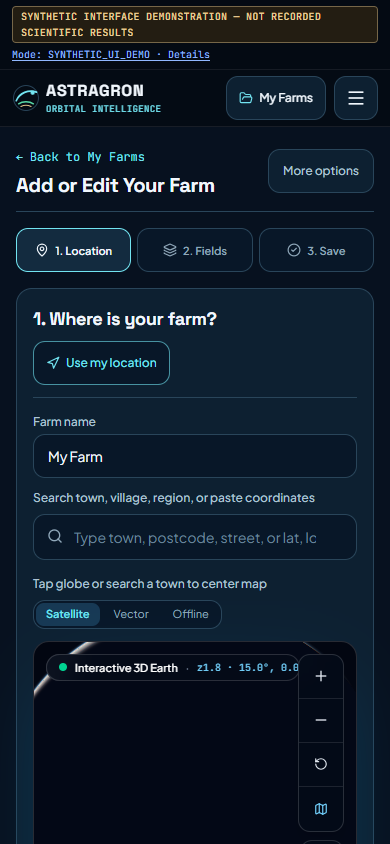 SYNTHETIC INTERFACE DEMONSTRATION — NOT RECORDED
SCIENTIFIC RESULTS
Mode: SYNTHETIC_UI_DEMO · Details
ASTRAGRON
ORBITAL INTELLIGENCE
My Farms
← Back to My Farms
Add or Edit Your Farm
More options
1. Location
2. Fields
3. Save
1. Where is your farm?
Use my location
Farm name
My Farm
Search town, village, region, or paste coordinates
Type town, postcode, street, or lat, lc
Tap globe or search a town to center map
Satellite
Vector
Offline
Interactive 3D Earth · z1.8 · 15.0°, 0.0